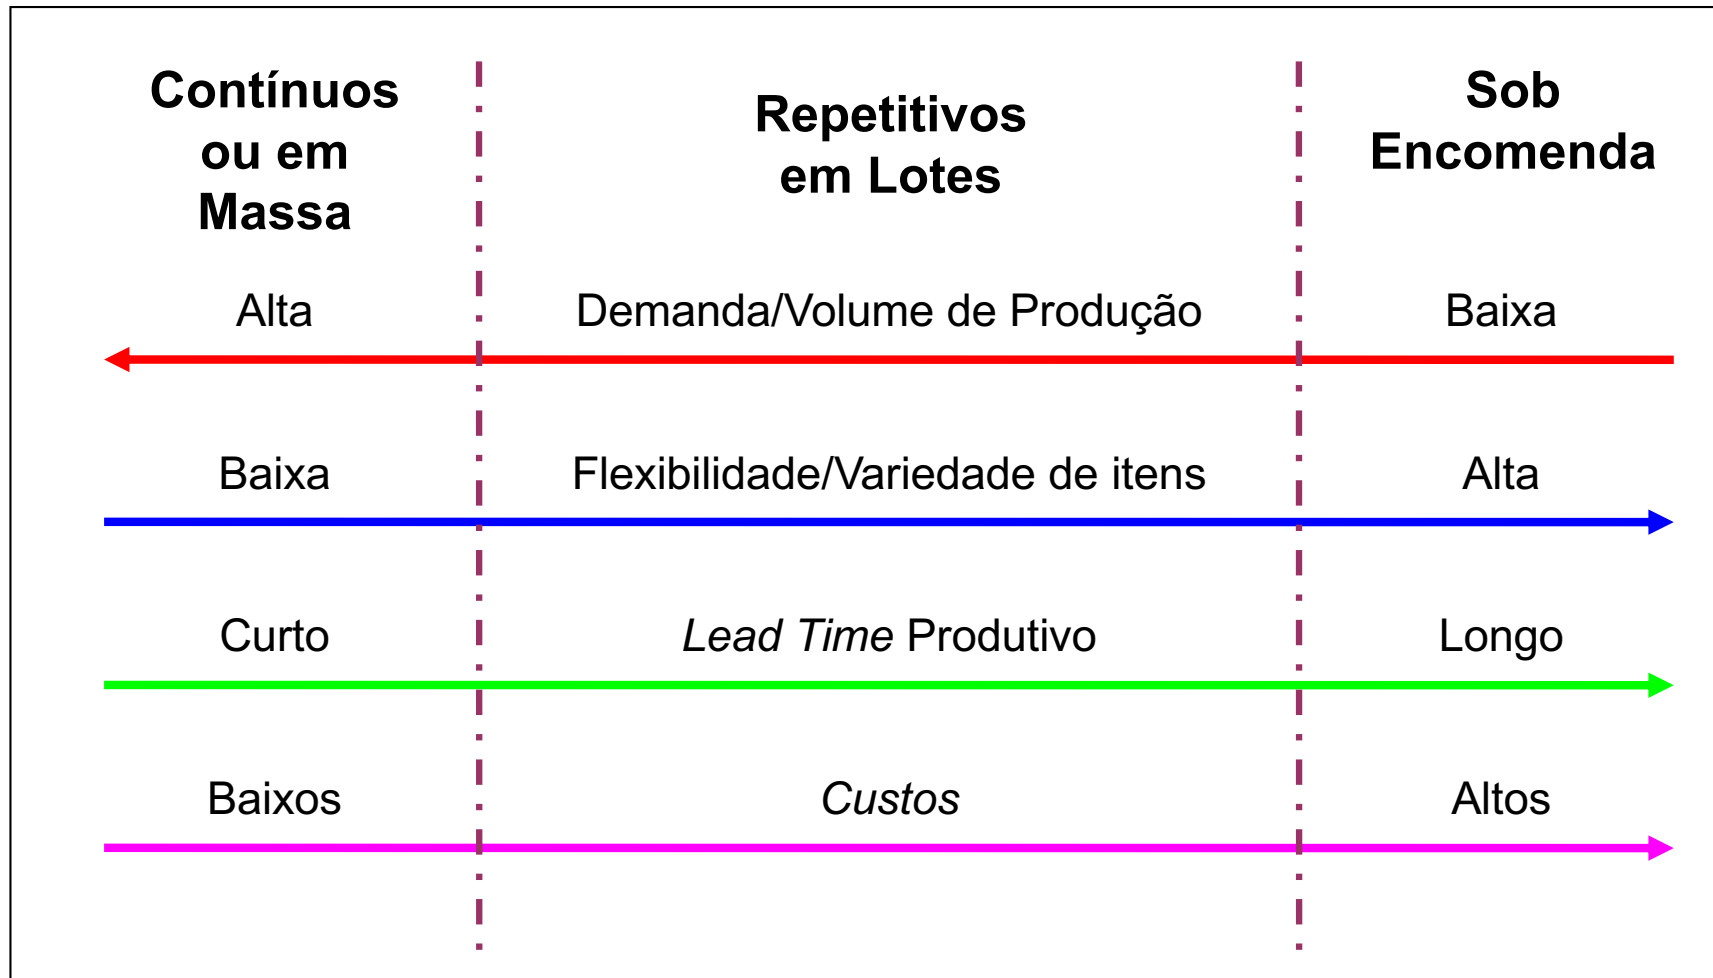 Contínuos
ou em
Massa
Repetitivos
em Lotes
Sob
Encomenda
Alta
Demanda/Volume de Produção
Baixa
Baixa
Flexibilidade/Variedade de itens
Alta
Curto
Lead Time Produtivo
Longo
Baixos
Custos
Altos